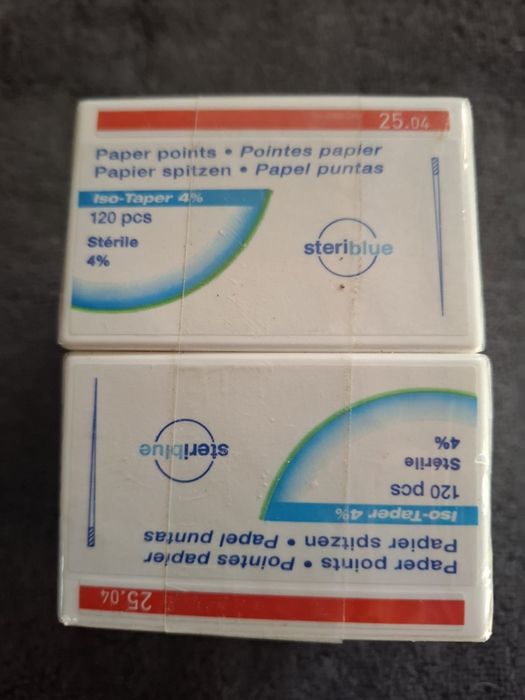 25.04
Paper points • Pointes papier
Papier spitzen • Papel puntas
Iso-Taper 4%
120 pcs
Stérile
4%
steriblue
25.04
Paper points • Pointes papier
Papier spitzen • Papel puntas
Iso-Taper 4%
120 pcs
Stérile
4%
steriblue